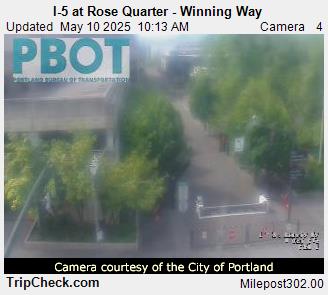 I-5 at Rose Quarter - Winning Way
Updated May 10 2025 10:13 AM Camera 4
PBOT
PORTLAND BUREAU OF TRANSPORTATION
Camera courtesy of the City of Portland
TripCheck.com Milepost302.00